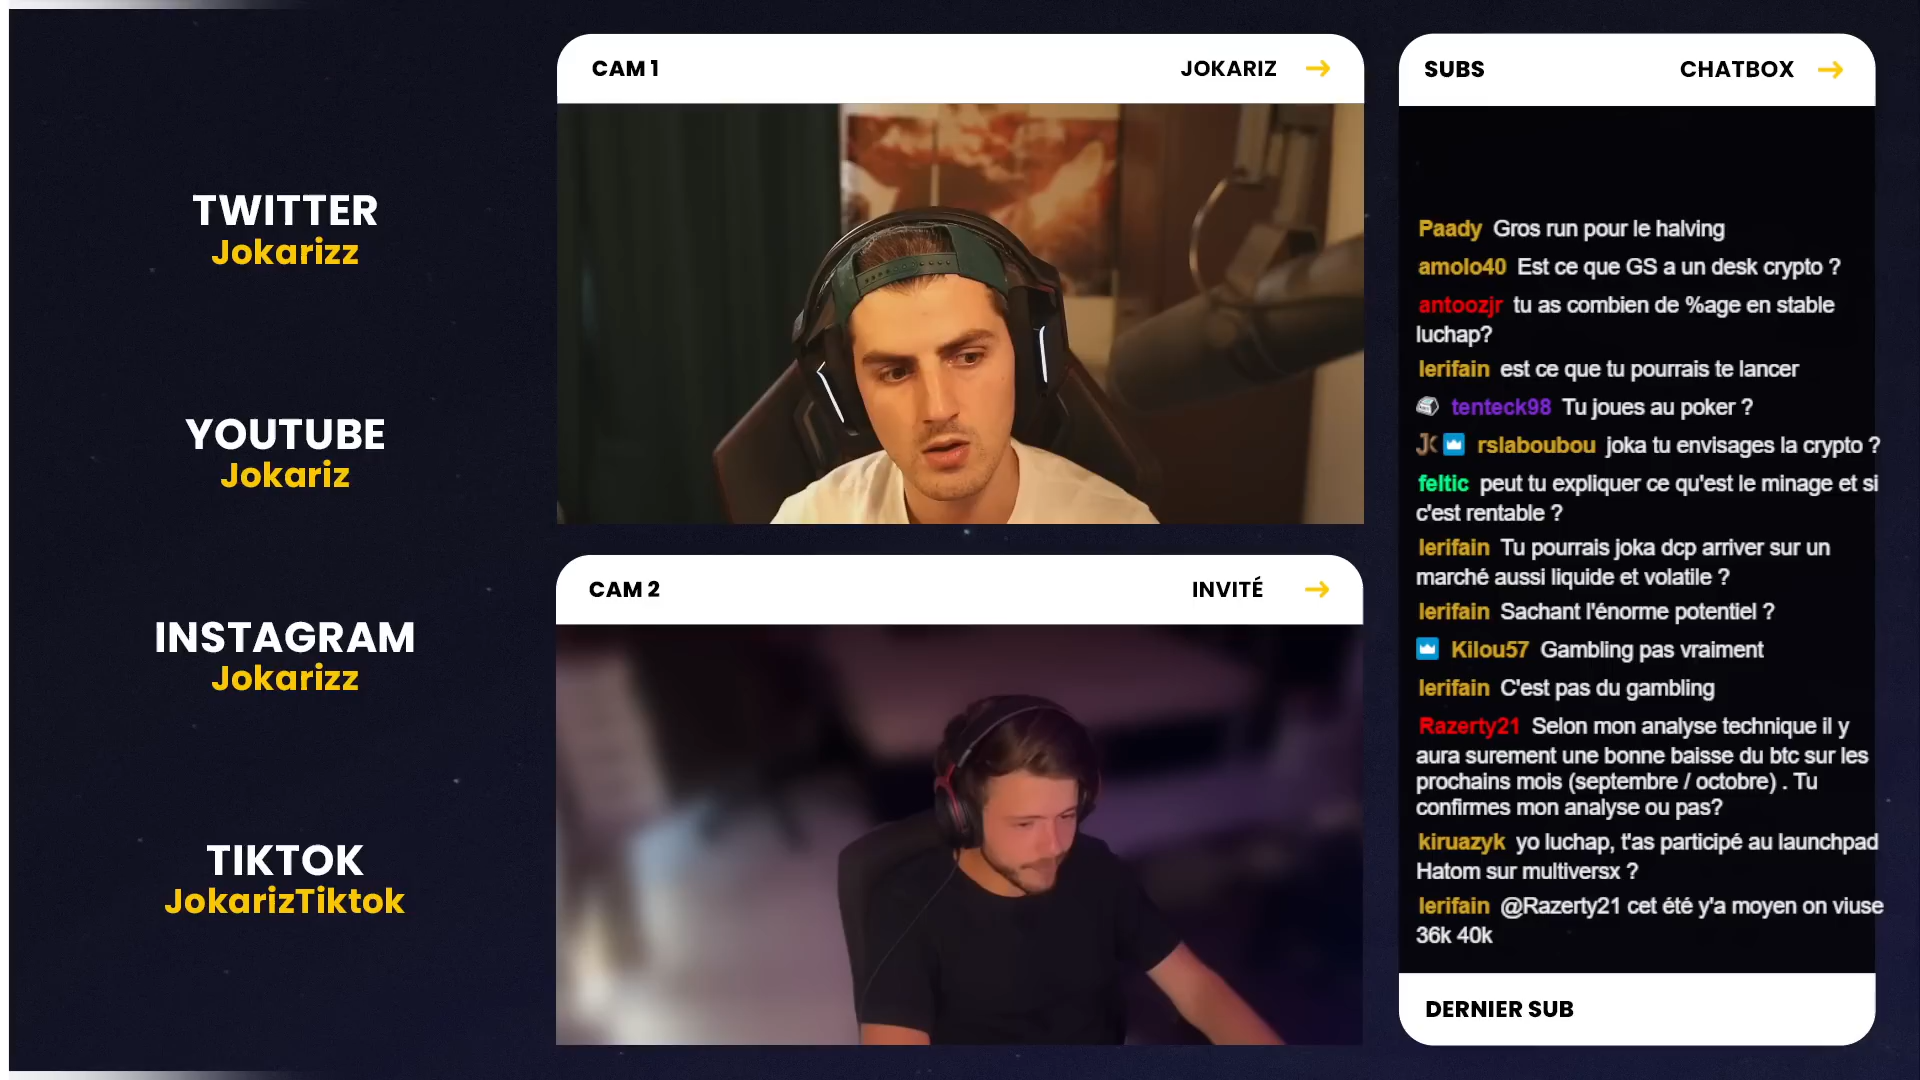 TWITTER
Jokarizz
YOUTUBE
Jokariz
INSTAGRAM
Jokarizz
TIKTOK
JokarizTiktok
CAM 1 JOKARIZ
CAM 2 INVITÉ
SUBS CHATBOX
Paady Gros run pour le halving
amolo40 Est ce que GS a un desk crypto ?
antoozjr tu as combien de %age en stable
luchap?
lerifain est ce que tu pourrais te lancer
tenteck98 Tu joues au poker ?
JK rslaboubou joka tu envisages la crypto ?
feltic peut tu expliquer ce qu'est le minage et si
c'est rentable ?
lerifain Tu pourrais joka dcp arriver sur un
marché aussi liquide et volatile ?
lerifain Sachant l'énorme potentiel ?
Kilou57 Gambling pas vraiment
lerifain C'est pas du gambling
Razerty21 Selon mon analyse technique il y
aura surement une bonne baisse du btc sur les
prochains mois (septembre / octobre) . Tu
confirmes mon analyse ou pas?
kiruazyk yo luchap, t'as participé au launchpad
Hatom sur multiversx ?
lerifain @Razerty21 cet été y'a moyen on viuse
36k 40k
DERNIER SUB